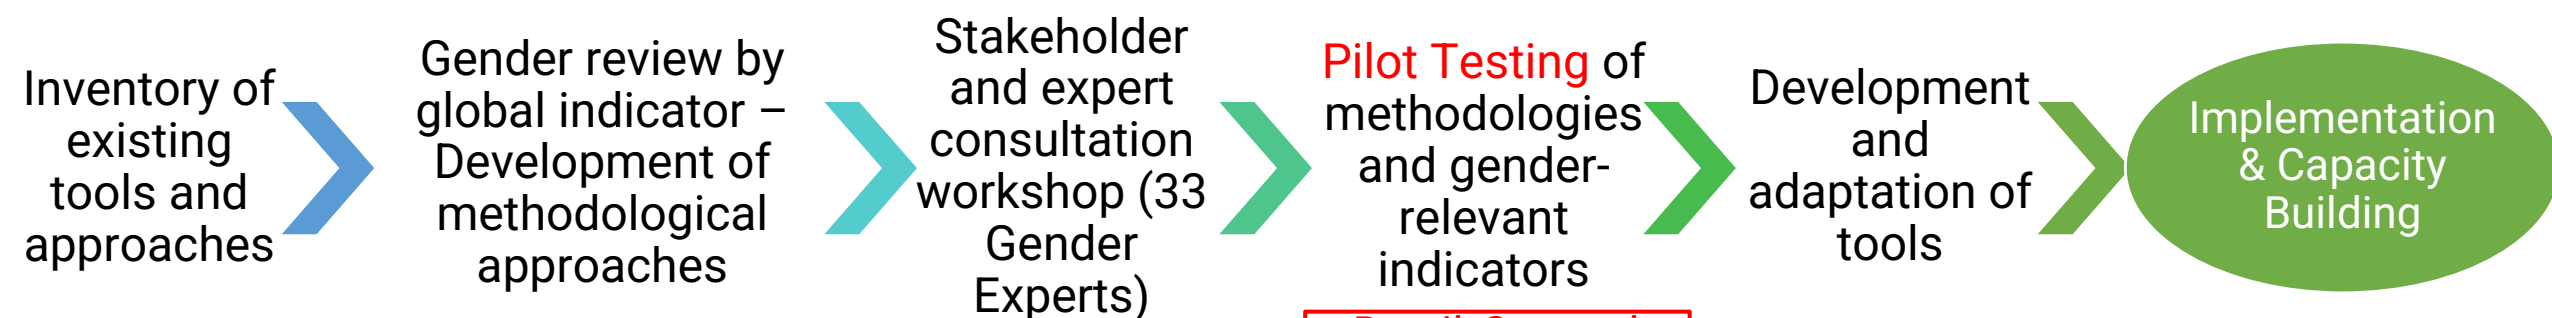 Inventory of
existing
tools and
approaches
Gender review by
global indicator –
Development of
methodological
approaches
Stakeholder
and expert
consultation
workshop (33
Gender
Experts)
Pilot Testing of
methodologies
and gender-
relevant
indicators
Development
and
adaptation of
tools
Implementation
& Capacity
Building